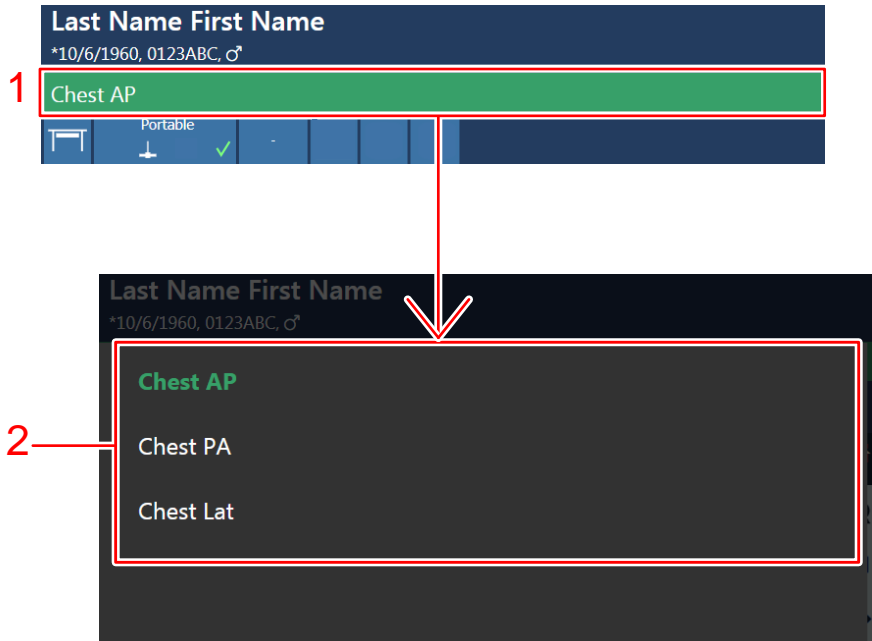 Last Name First Name
*10/6/1960, 0123ABC, ♂
1
Chest AP
Portable
-
Last Name First Name
*10/6/1960, 0123ABC, ♂
Chest AP
2
Chest PA
Chest Lat